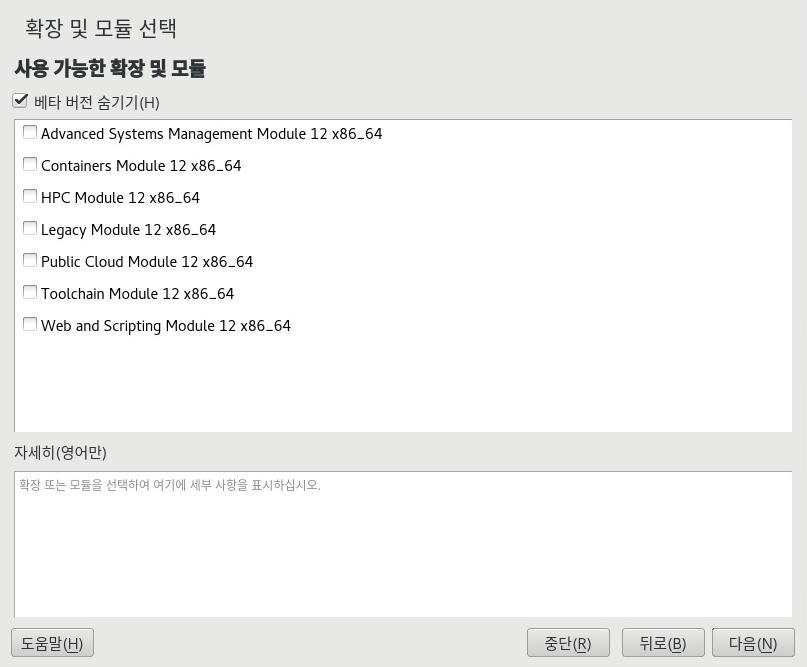 확장 및 모듈 선택
사용 가능한 확장 및 모듈
베타 버전 숨기기(H)
Advanced Systems Management Module 12 x86_64
Containers Module 12 x86_64
HPC Module 12 x86_64
Legacy Module 12 x86_64
Public Cloud Module 12 x86_64
Toolchain Module 12 x86_64
Web and Scripting Module 12 x86_64
자세히(영어만)
확장 또는 모듈을 선택하여 여기에 세부 사항을 표시하십시오.
도움말(H) 중단(R) 뒤로(B) 다음(N)